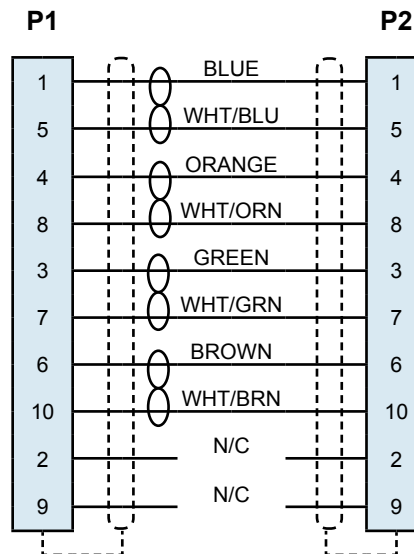 P1 P2
1 BLUE 1
5 WHT/BLU 5
4 ORANGE 4
8 WHT/ORN 8
3 GREEN 3
7 WHT/GRN 7
6 BROWN 6
10 WHT/BRN 10
2 N/C 2
9 N/C 9